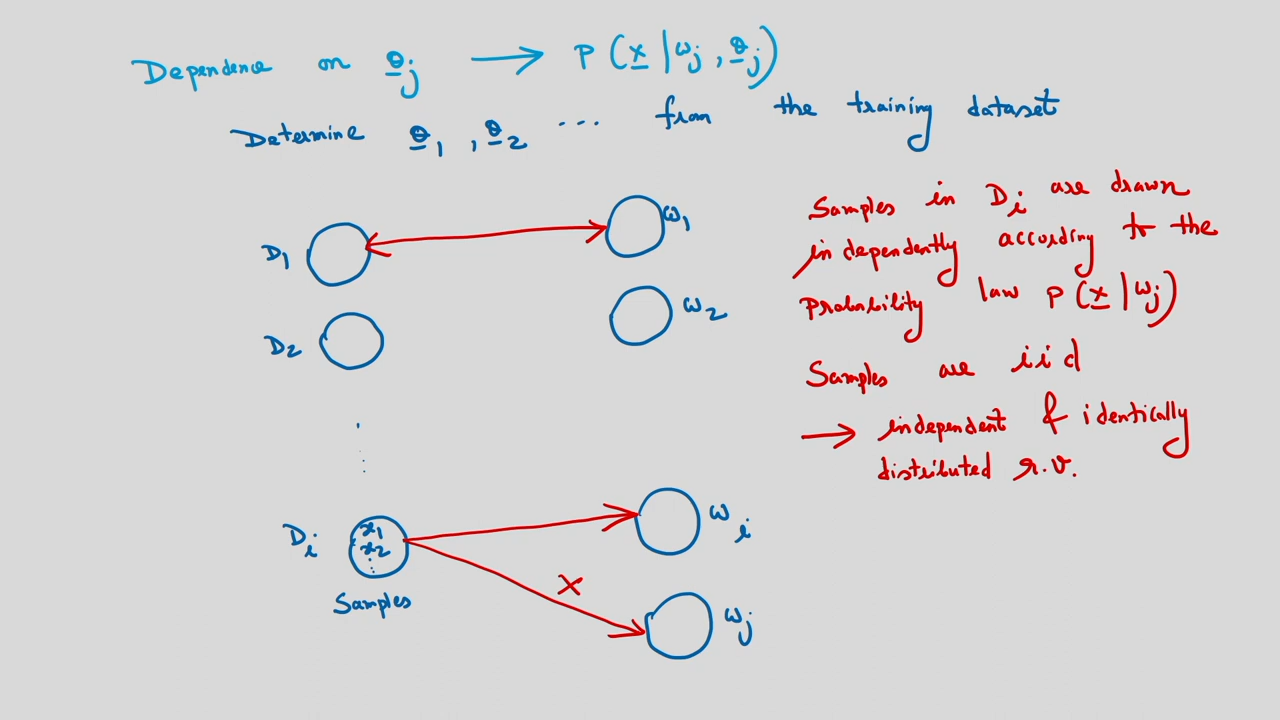 Dependence on θj → P(x|ωj, θj)
Determine θ1, θ2 ... from the training dataset
D1
ω1
D2
ω2
Di
x1
x2
Samples
ωi
X
ωj
Samples in Di are drawn
independently according to the
Probability law P(x|ωj)
Samples are iid
→ independent & identically
distributed r.v.